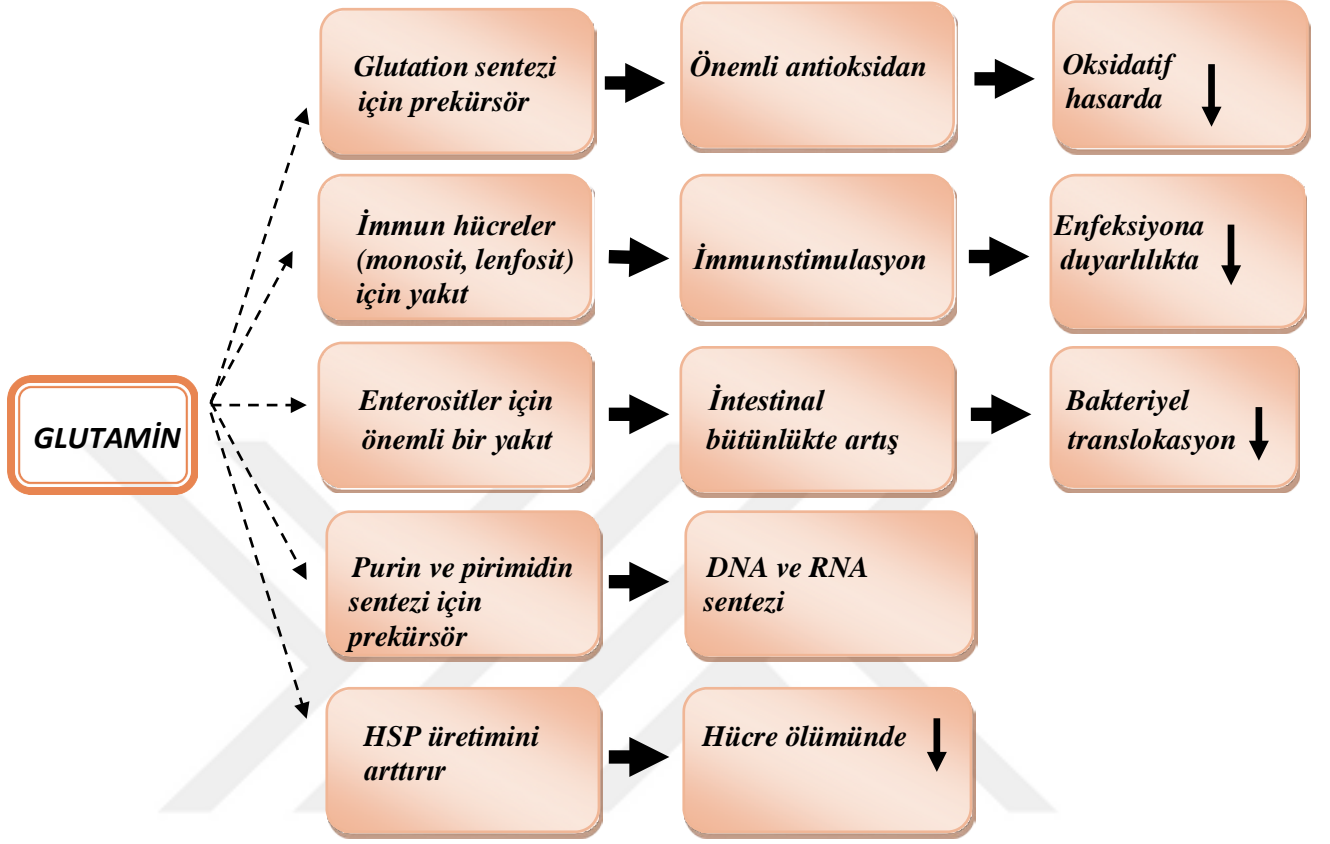 Glutation sentezi
için prekürsör
Önemli antioksidan
Oksidatif
hasarda
İmmun hücreler
(monosit, lenfosit)
için yakıt
İmmunstimulasyon
Enfeksiyona
duyarlılıkta
GLUTAMİN
Enterositler için
önemli bir yakıt
İntestinal
bütünlükte artış
Bakteriyel
translokasyon
Purin ve pirimidin
sentezi için
prekürsör
DNA ve RNA
sentezi
HSP üretimini
arttırır
Hücre ölümünde